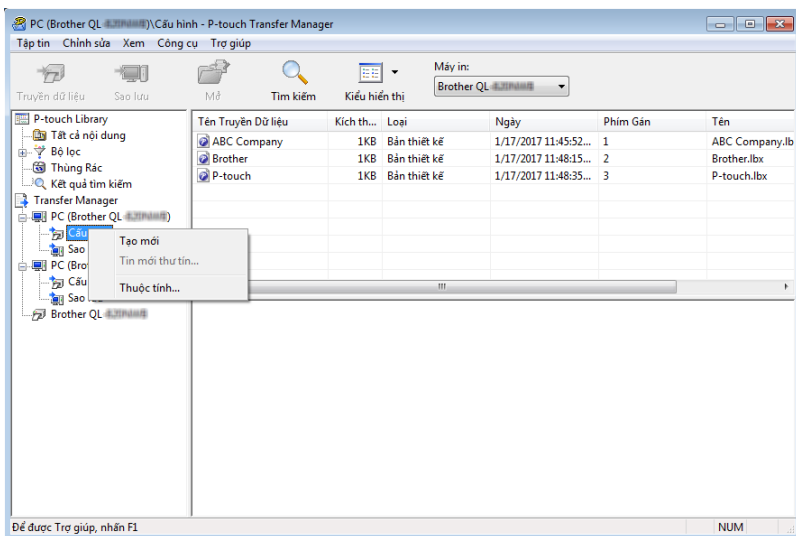 PC (Brother QL )\Cấu hình - P-touch Transfer Manager
Tập tin Chỉnh sửa Xem Công cụ Trợ giúp
Truyền dữ liệu Sao lưu Mở Tìm kiếm Kiểu hiển thị
Máy in:
Brother QL
P-touch Library
Tất cả nội dung
Bộ lọc
Thùng Rác
Kết quả tìm kiếm
Transfer Manager
PC (Brother QL )
Cấu
Sao
PC (Bro
Cấu
Sao
Brother QL
Tạo mới
Tin mới thư tín...
Thuộc tính...
Tên Truyền Dữ liệu Kích th... Loại Ngày Phím Gán Tên
ABC Company 1KB Bản thiết kế 1/17/2017 11:45:52... 1 ABC Company.lb
Brother 1KB Bản thiết kế 1/17/2017 11:48:15... 2 Brother.lbx
P-touch 1KB Bản thiết kế 1/17/2017 11:48:35... 3 P-touch.lbx
Để được Trợ giúp, nhấn F1
NUM